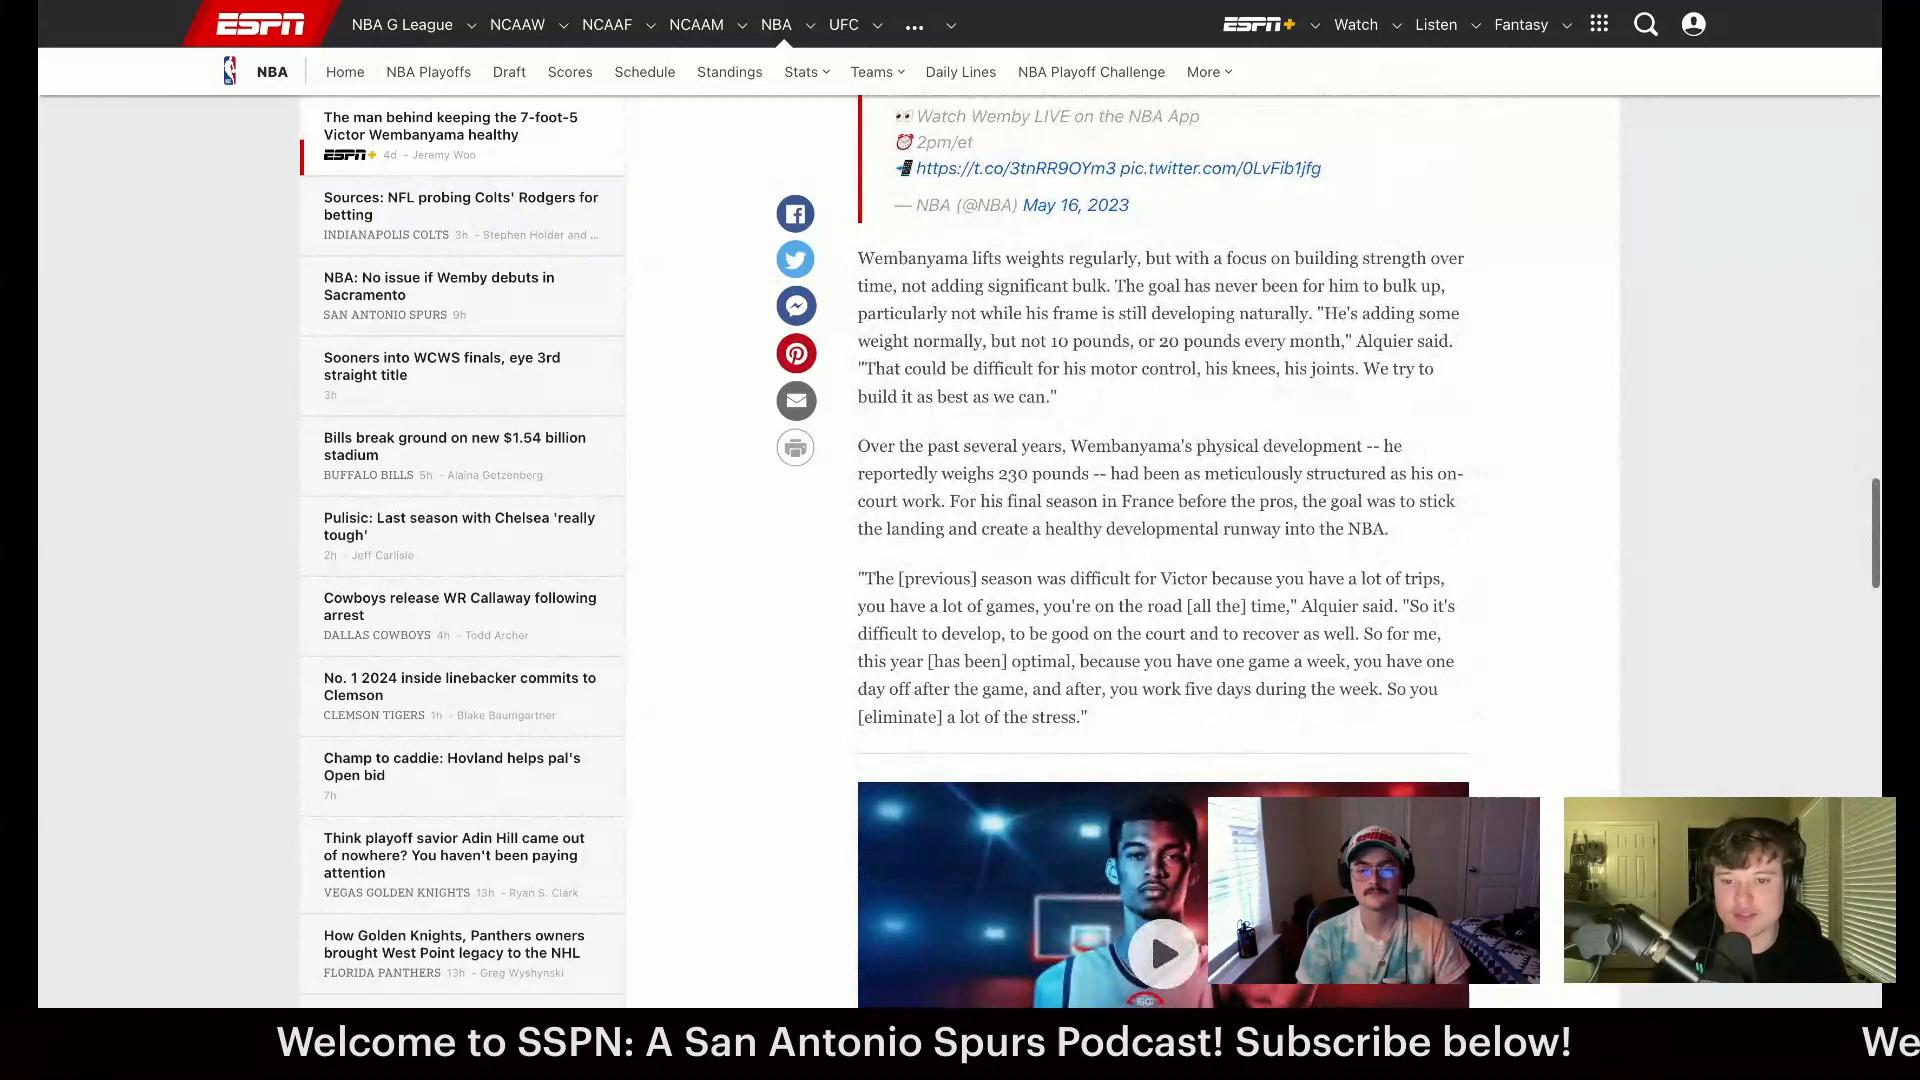 ESPN
NBA G League
NCAAW
NCAAF
NCAAM
NBA
UFC
...
ESPN+
Watch
Listen
Fantasy
NBA
Home
NBA Playoffs
Draft
Scores
Schedule
Standings
Stats
Teams
Daily Lines
NBA Playoff Challenge
More
The man behind keeping the 7-foot-5
Victor Wembanyama healthy
ESPN+ 4d - Jeremy Woo
Sources: NFL probing Colts' Rodgers for
betting
INDIANAPOLIS COLTS 3h - Stephen Holder and ...
NBA: No issue if Wemby debuts in
Sacramento
SAN ANTONIO SPURS 9h
Sooners into WCWS finals, eye 3rd
straight title
3h
Bills break ground on new $1.54 billion
stadium
BUFFALO BILLS 5h - Alaina Getzenberg
Pulisic: Last season with Chelsea 'really
tough'
2h - Jeff Carlisle
Cowboys release WR Callaway following
arrest
DALLAS COWBOYS 4h - Todd Archer
No. 1 2024 inside linebacker commits to
Clemson
CLEMSON TIGERS 1h - Blake Baumgartner
Champ to caddie: Hovland helps pal's
Open bid
7h
Think playoff savior Adin Hill came out
of nowhere? You haven't been paying
attention
VEGAS GOLDEN KNIGHTS 13h - Ryan S. Clark
How Golden Knights, Panthers owners
brought West Point legacy to the NHL
FLORIDA PANTHERS 13h - Greg Wyshynski
👀 Watch Wemby LIVE on the NBA App
⏰ 2pm/et
📲 https://t.co/3tnRR9OYm3 pic.twitter.com/0LvFib1jfg
— NBA (@NBA) May 16, 2023
Wembanyama lifts weights regularly, but with a focus on building strength over
time, not adding significant bulk. The goal has never been for him to bulk up,
particularly not while his frame is still developing naturally. "He's adding some
weight normally, but not 10 pounds, or 20 pounds every month," Alquier said.
"That could be difficult for his motor control, his knees, his joints. We try to
build it as best as we can."
Over the past several years, Wembanyama's physical development -- he
reportedly weighs 230 pounds -- had been as meticulously structured as his on-
court work. For his final season in France before the pros, the goal was to stick
the landing and create a healthy developmental runway into the NBA.
"The [previous] season was difficult for Victor because you have a lot of trips,
you have a lot of games, you're on the road [all the] time," Alquier said. "So it's
difficult to develop, to be good on the court and to recover as well. So for me,
this year [has been] optimal, because you have one game a week, you have one
day off after the game, and after, you work five days during the week. So you
[eliminate] a lot of the stress."
Welcome to SSPN: A San Antonio Spurs Podcast! Subscribe below!
We